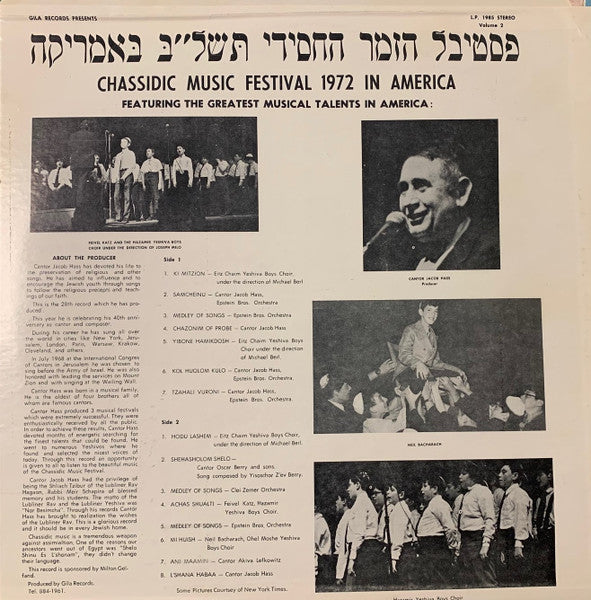 GILA RECORDS PRESENTS
L.P. 1985 STEREO
Volume 2
פסטיבל הזמר החסידי תשל״ב באמריקה
CHASSIDIC MUSIC FESTIVAL 1972 IN AMERICA
FEATURING THE GREATEST MUSICAL TALENTS IN AMERICA:
FEIVEL KATZ AND THE HAZAMIR YESHIVA BOYS
CHOIR UNDER THE DIRECTION OF JOSEPH MILO
CANTOR JACOB HASS
Producer
ABOUT THE PRODUCER
Cantor Jacob Hass has devoted his life to
the preservation of religious and other
songs. He has aimed to influence and to
encourage the Jewish youth through songs
to follow the religious precepts and teach-
ings of our faith.
This is the 28th record which he has pro-
duced.
This year he is celebrating his 40th anni-
versary as cantor and composer.
During his career he has sung all over
the world in cities like New York, Jeru-
salem, London, Paris, Warsaw, Krakow,
Cleveland, and others.
In July 1968 at the International Congress
of Cantors in Jerusalem he was chosen to
sing before the Army of Israel. He was also
honored with leading the services on Mount
Zion and with singing at the Wailing Wall.
Cantor Hass was born in a musical family.
He is the oldest of four brothers all of
whom are famous cantors.
Cantor Hass produced 3 musical festivals
which were extremely successful. They were
enthusiastically received by all the public.
In order to achieve these results, Cantor Hass
devoted months of energetic searching for
the finest talents that could be found. He
went to numerous Yeshivas where he
found and selected the nicest voices of
today. Through this record an opportunity
is given to all to listen to the beautiful music
of the Chassidic Music Festival.
Cantor Hass had the privilege of
being the Shliach Tzibur of the Lubliner Rav
Hagaon, Rabbi Meir Schapira of blessed
memory and his students. The motto of the
Lubliner Rav and the Lubliner Yeshiva was
"Nar Besimcha". Through his records Cantor
Hass has brought to realization the wishes
of the Lubliner Rav. This is a glorious record
and it should be in every Jewish home.
Chassidic music is a tremendous weapon
against assimilation. One of the reasons our
ancestors went out of Egypt was "Shelo
Shinu Es L'shonam", they didn't change
their language.
This record is sponsored by Milton Gel-
fand.
Produced by Gila Records.
Tel. 884-1961.
Side 1
1. KI MITZION — Eitz Chaim Yeshiva Boys Choir,
under the direction of Michael Berl
2. SAMCHEINU — Cantor Jacob Hass,
Epstein Bros. Orchestra
3. MEDLEY OF SONGS — Epstein Bros. Orchestra
4. CHAZONIM OF PROBE — Cantor Jacob Hass
5. YIBONE HAMIKDOSH — Eitz Chaim Yeshiva Boys
Choir under the direction
of Michael Berl.
6. KOL HUOLOM KULO — Cantor Jacob Hass,
Epstein Bros. Orchestra.
7. TZAHALI VURONI — Cantor Jacob Hass,
Epstein Bros. Orchestra
Side 2
1. HODU LASHEM — Eitz Chaim Yeshiva Boys Choir,
under the direction of Michael Berl.
2. SHEHASHOLOM SHELO —
Cantor Oscar Berry and sons.
Song composed by Yisochar Z'ev Berry.
3. MEDLEY OF SONGS — Clei Zemer Orchestra
4. ACHAS SHUALTI — Feivel Katz, Hazamir
Yeshiva Boys Choir.
5. MEDLEY OF SONGS — Epstein Bros. Orchestra
6. MI HUISH — Neil Bacharach, Ohel Moshe Yeshiva
Boys Choir
7. ANI MAAMIN — Cantor Akiva Lefkowitz
8. L'SHANA HABAA — Cantor Jacob Hass
Some Pictures Courtesy of New York Times.
NEIL BACHARACH
Hazamir Yeshiva Boys Choir